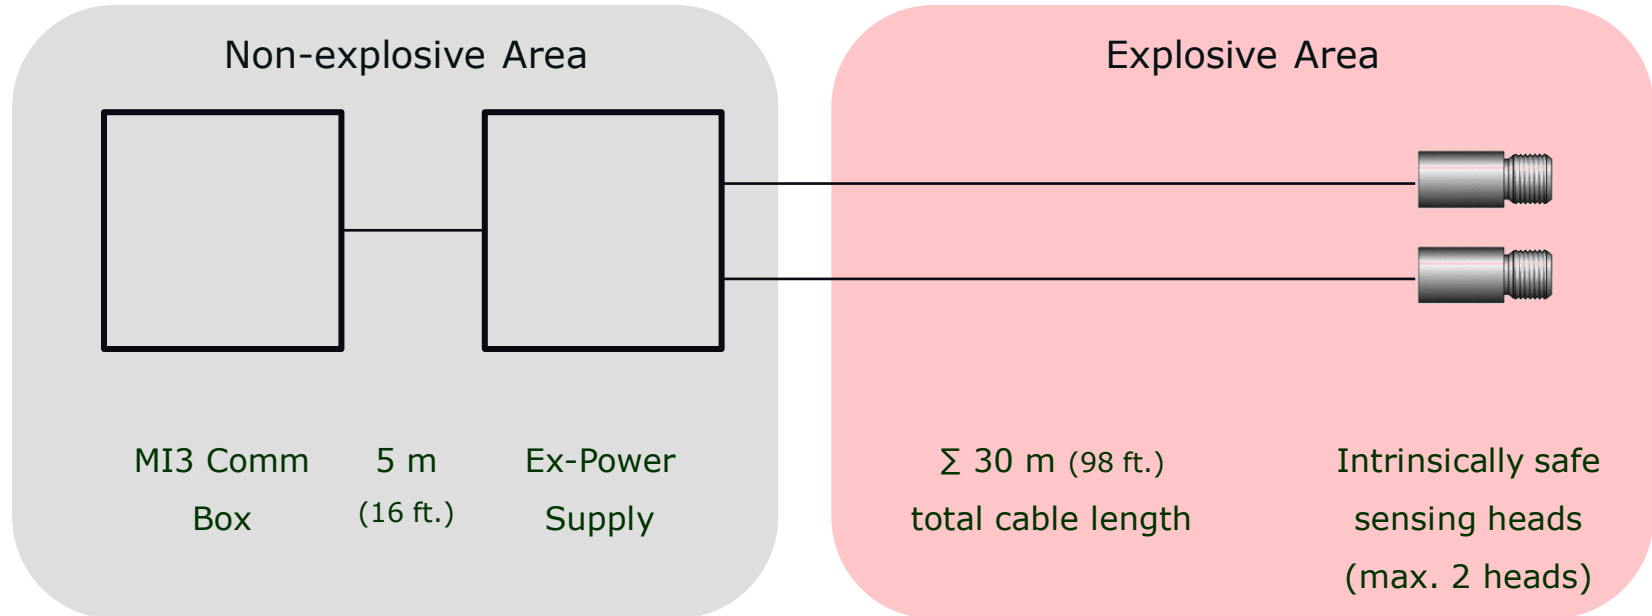 Non-explosive Area
Explosive Area
MI3 Comm
Box
5 m
(16 ft.)
Ex-Power
Supply
Σ 30 m (98 ft.)
total cable length
Intrinsically safe
sensing heads
(max. 2 heads)